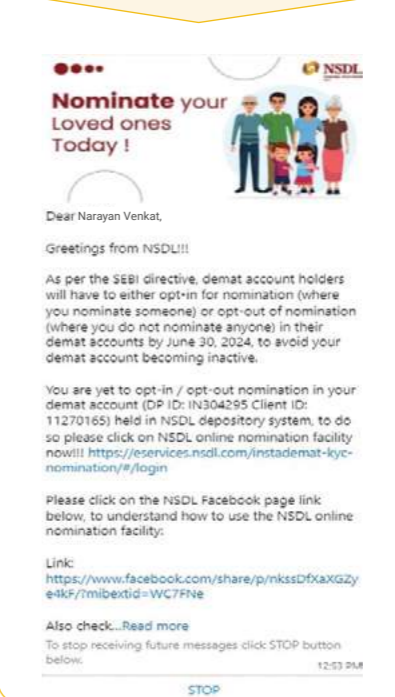 NSDL
Nominate your
Loved ones
Today !
Dear Narayan Venkat,
Greetings from NSDL!!!
As per the SEBI directive, demat account holders
will have to either opt-in for nomination (where
you nominate someone) or opt-out of nomination
(where you do not nominate anyone) in their
demat accounts by June 30, 2024, to avoid your
demat account becoming inactive.
You are yet to opt-in / opt-out nomination in your
demat account (DP ID: IN304295 Client ID:
11270165) held in NSDL depository system, to do
so please click on NSDL online nomination facility
now!!! https://eservices.nsdl.com/instademat-kyc-
nomination/#/login
Please click on the NSDL Facebook page link
below, to understand how to use the NSDL online
nomination facility:
Link:
https://www.facebook.com/share/p/nkssDfXaXGZy
e4kF/?mibextid=WC7FNe
Also check...Read more
To stop receiving future messages click STOP button
below.
12:53 PM
STOP